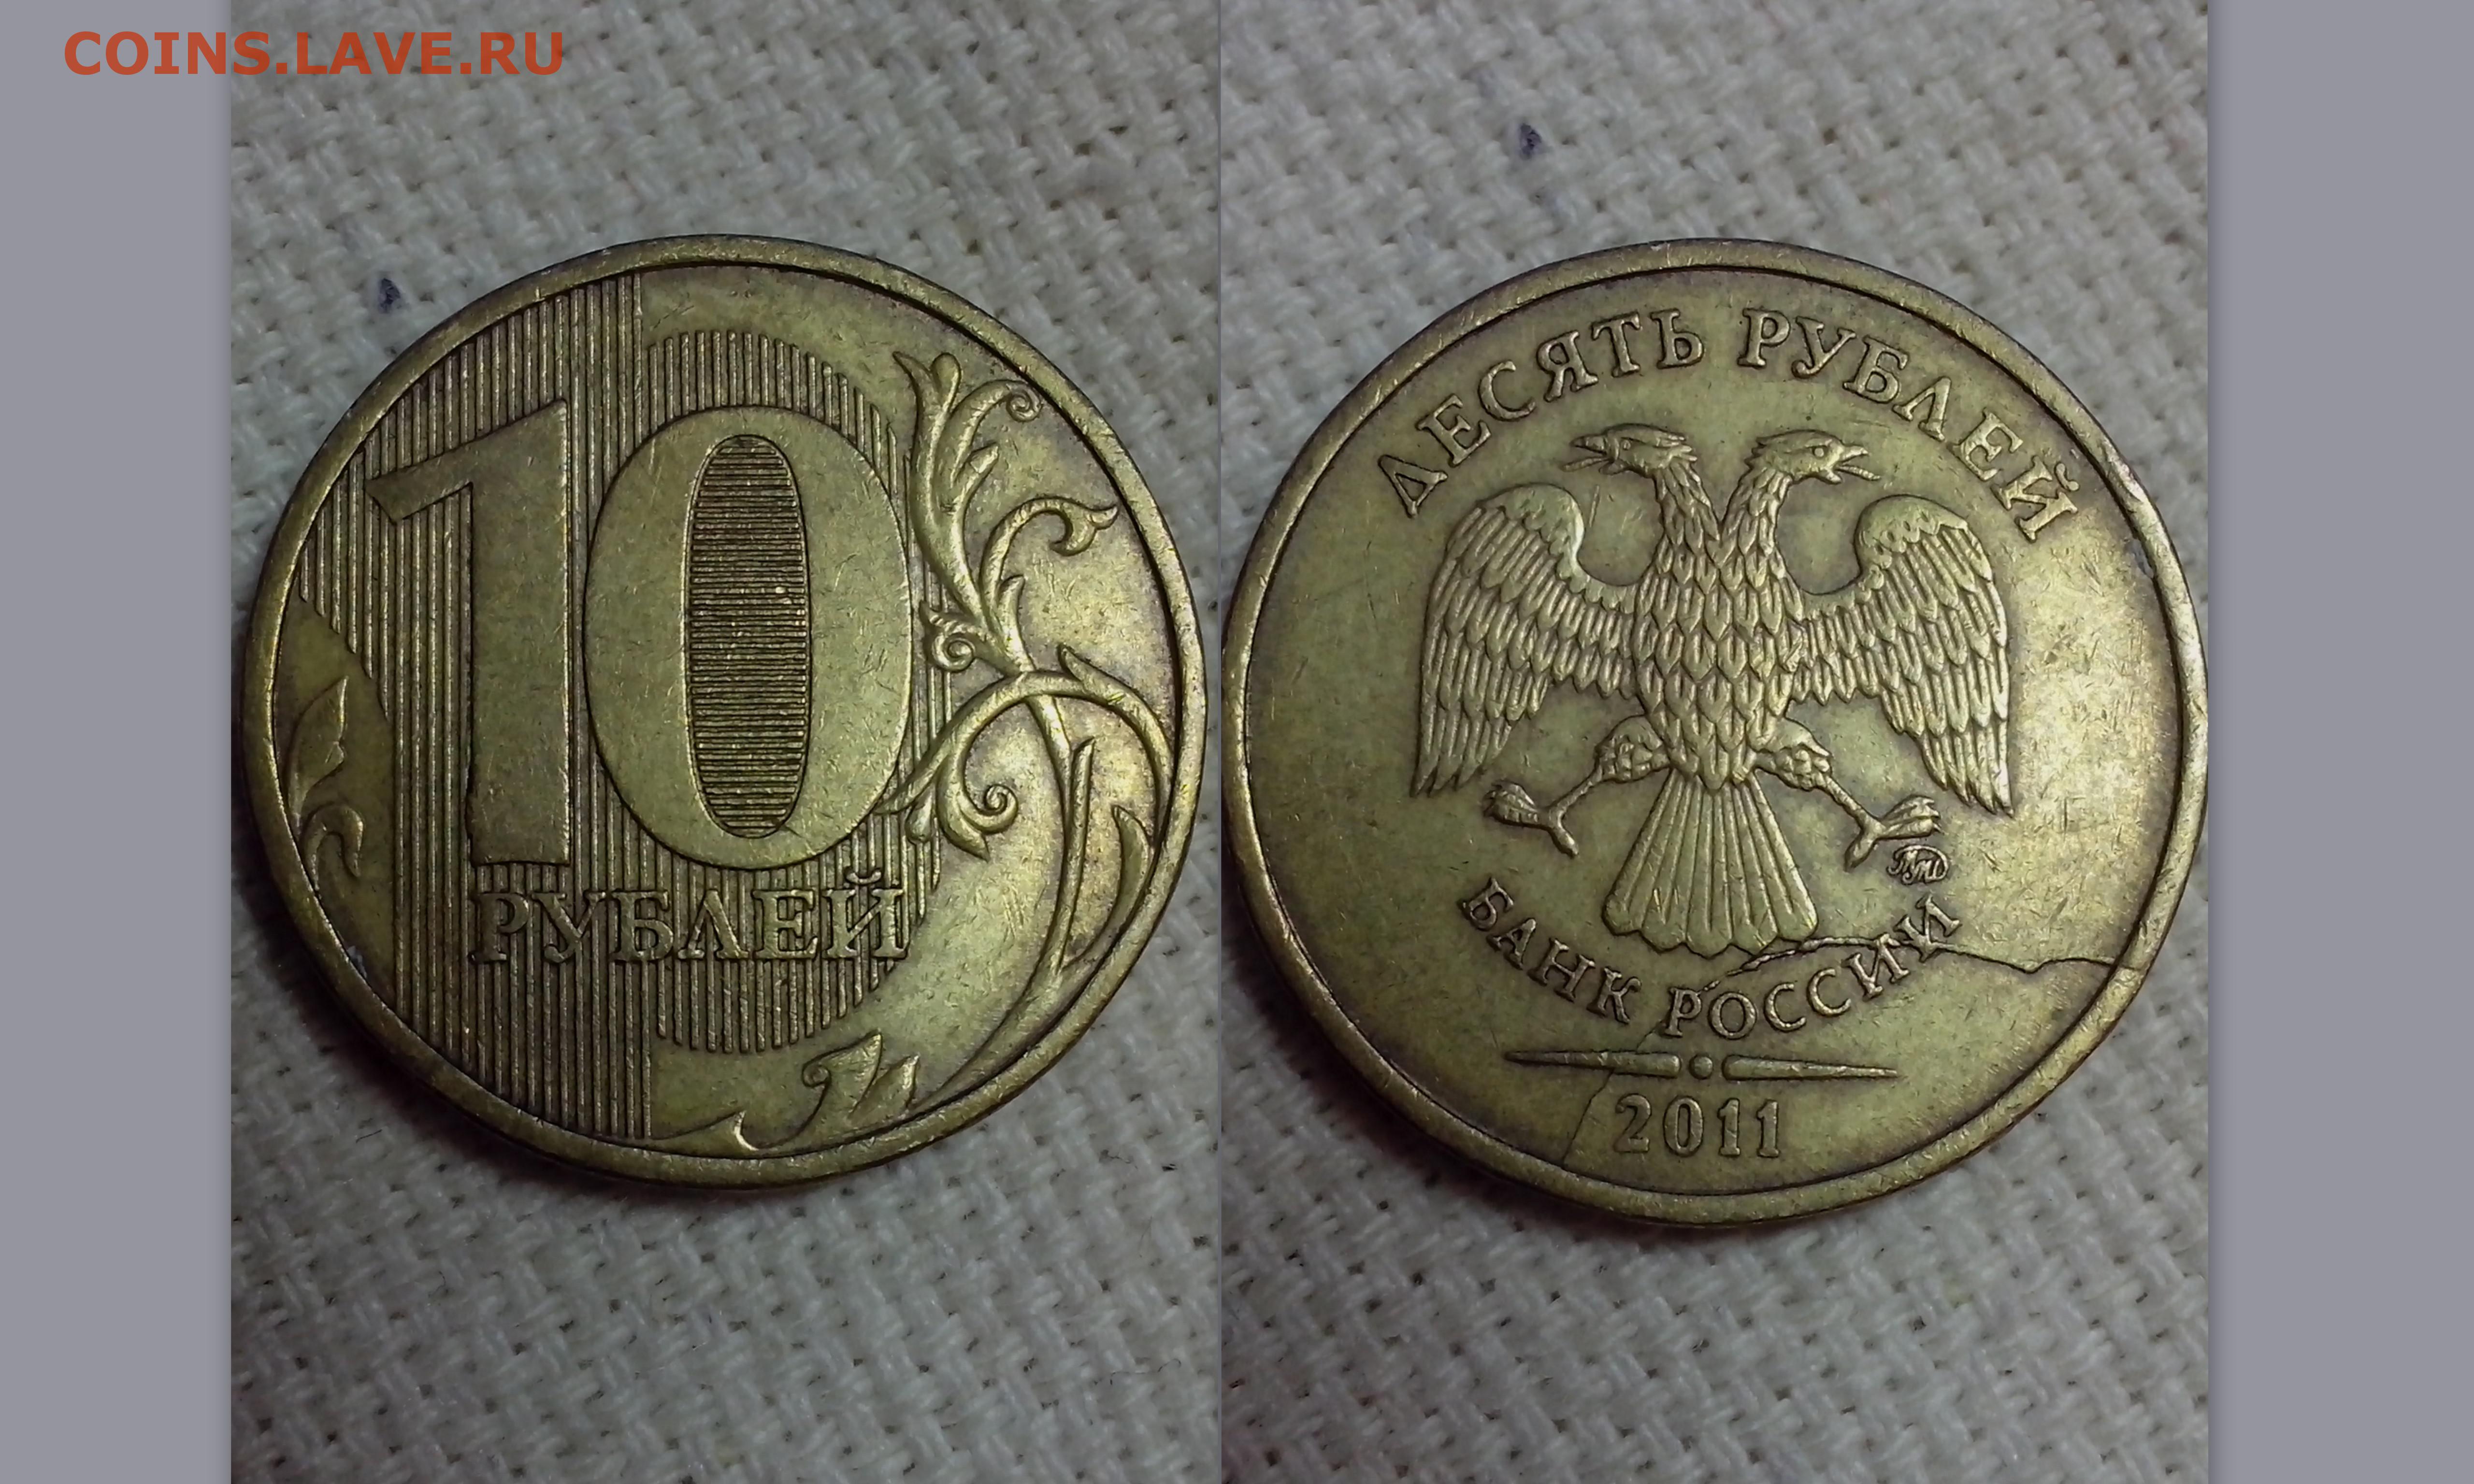 COINS.LAVE.RU
10
РУБЛЕЙ
ДЕСЯТЬ РУБЛЕЙ
ММД
БАНК РОССИИ
2011